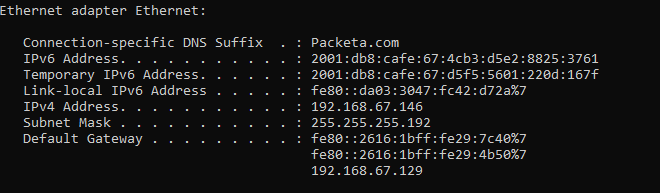 Ethernet adapter Ethernet:
Connection-specific DNS Suffix . : Packeta.com
IPv6 Address. . . . . . . . . . . : 2001:db8:cafe:67:4cb3:d5e2:8825:3761
Temporary IPv6 Address. . . . . . : 2001:db8:cafe:67:d5f5:5601:220d:167f
Link-local IPv6 Address . . . . . : fe80::da03:3047:fc42:d72a%7
IPv4 Address. . . . . . . . . . . : 192.168.67.146
Subnet Mask . . . . . . . . . . . : 255.255.255.192
Default Gateway . . . . . . . . . : fe80::2616:1bff:fe29:7c40%7
fe80::2616:1bff:fe29:4b50%7
192.168.67.129